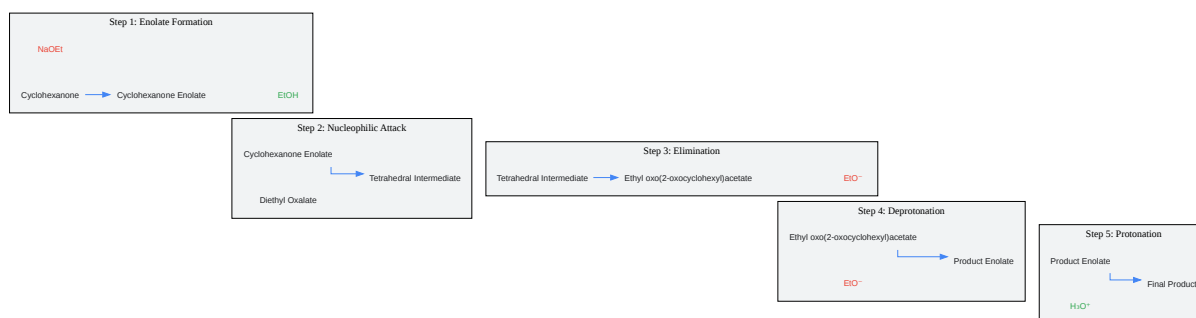 Step 1: Enolate Formation
NaOEt
Cyclohexanone
Cyclohexanone Enolate
EtOH
Step 2: Nucleophilic Attack
Cyclohexanone Enolate
Tetrahedral Intermediate
Diethyl Oxalate
Step 3: Elimination
Tetrahedral Intermediate
Ethyl oxo(2-oxocyclohexyl)acetate
EtO⁻
Step 4: Deprotonation
Ethyl oxo(2-oxocyclohexyl)acetate
Product Enolate
EtO⁻
Step 5: Protonation
Product Enolate
Final Product
H₃O⁺